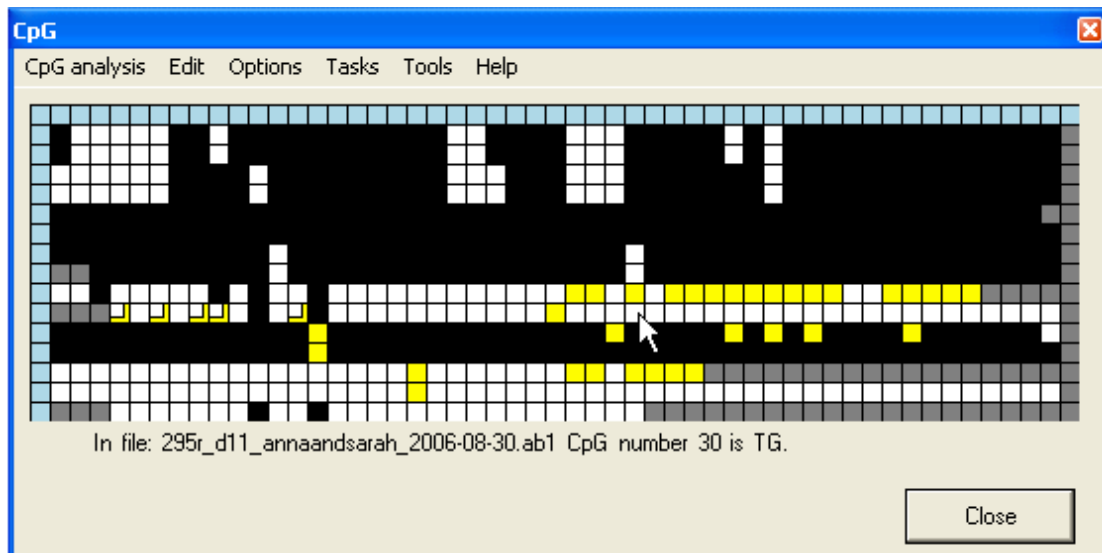 CpG
CpG analysis Edit Options Tasks Tools Help
In file: 295r_d11_annaandsarah_2006-08-30.ab1 CpG number 30 is TG.
Close